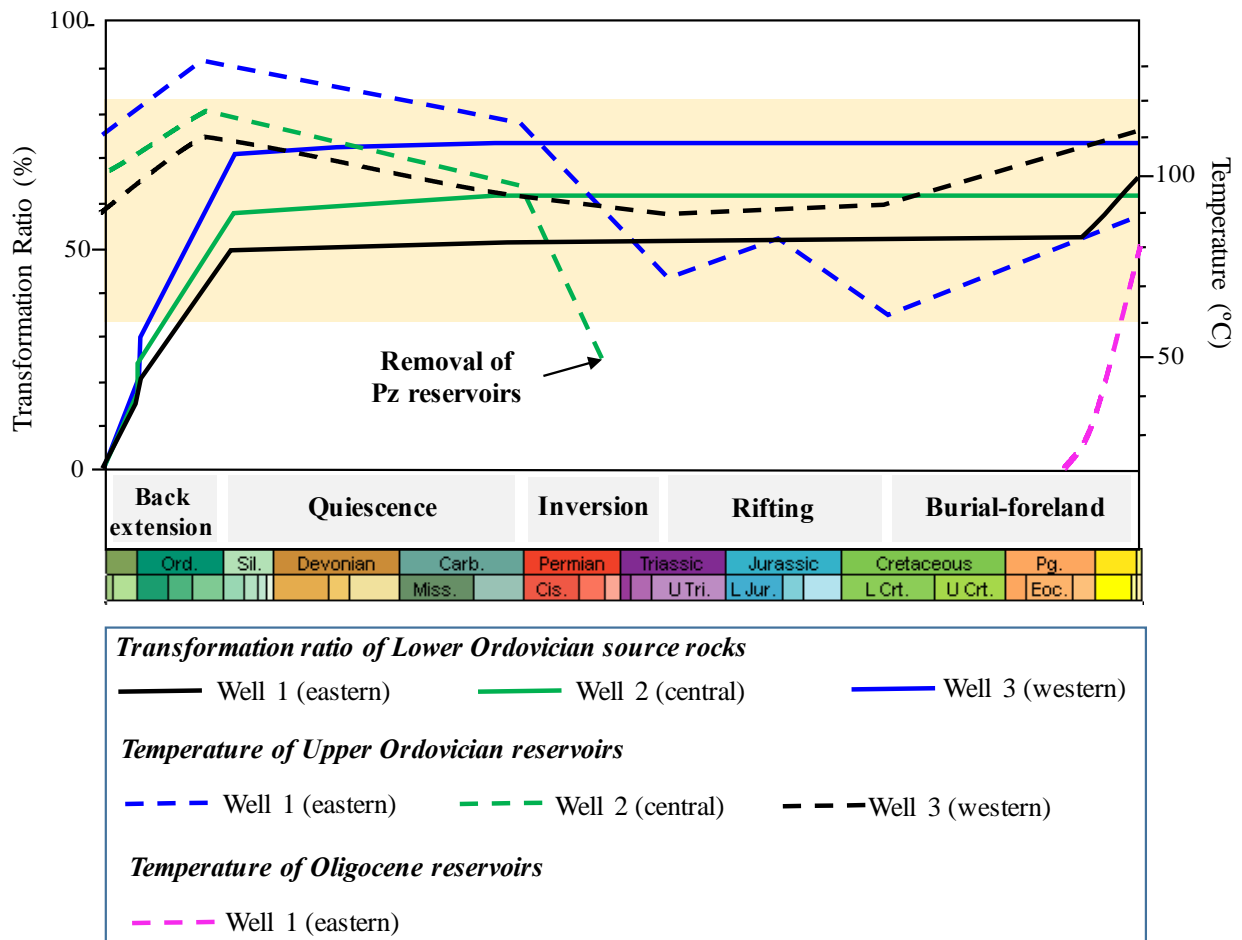 100
Transformation Ratio (%)
50
0
100
50
Temperature (°C)
Removal of
Pz reservoirs
Back
extension
Quiescence
Inversion
Rifting
Burial-foreland
Ord. Sil. Devonian Carb. Permian Triassic Jurassic Cretaceous Pg.
Miss. Cis. U Tri. L Jur. L Crt. U Crt. Eoc.
Transformation ratio of Lower Ordovician source rocks
Well 1 (eastern) Well 2 (central) Well 3 (western)
Temperature of Upper Ordovician reservoirs
Well 1 (eastern) Well 2 (central) Well 3 (western)
Temperature of Oligocene reservoirs
Well 1 (eastern)